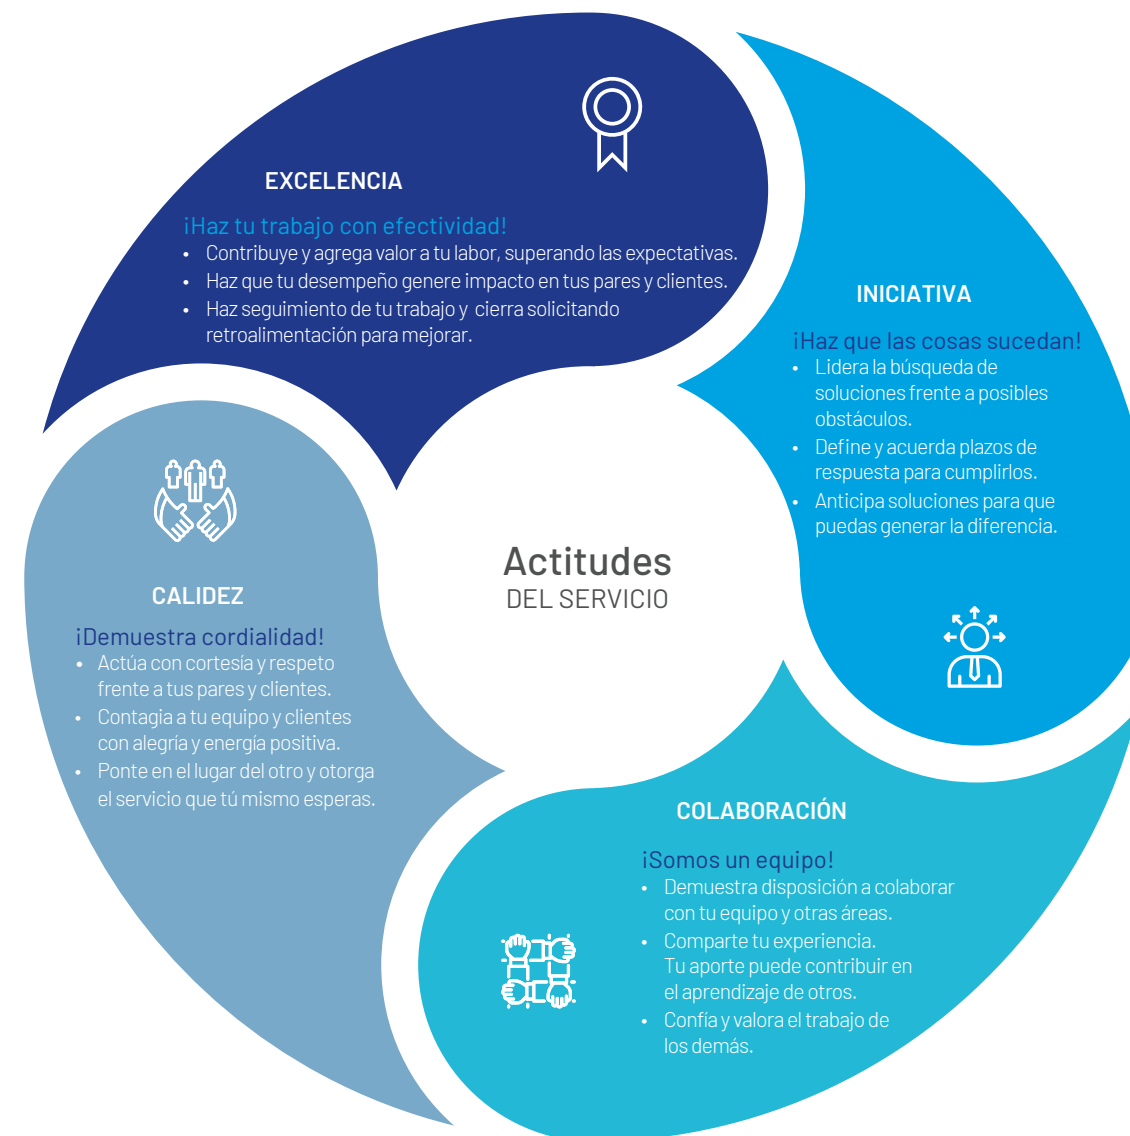 EXCELENCIA
¡Haz tu trabajo con efectividad!
• Contribuye y agrega valor a tu labor, superando las expectativas.
• Haz que tu desempeño genere impacto en tus pares y clientes.
• Haz seguimiento de tu trabajo y cierra solicitando
retroalimentación para mejorar.
INICIATIVA
¡Haz que las cosas sucedan!
• Lidera la búsqueda de
soluciones frente a posibles
obstáculos.
• Define y acuerda plazos de
respuesta para cumplirlos.
• Anticipa soluciones para que
puedas generar la diferencia.
Actitudes
DEL SERVICIO
CALIDEZ
¡Demuestra cordialidad!
• Actúa con cortesía y respeto
frente a tus pares y clientes.
• Contagia a tu equipo y clientes
con alegría y energía positiva.
• Ponte en el lugar del otro y otorga
el servicio que tú mismo esperas.
COLABORACIÓN
¡Somos un equipo!
• Demuestra disposición a colaborar
con tu equipo y otras áreas.
• Comparte tu experiencia.
Tu aporte puede contribuir en
el aprendizaje de otros.
• Confía y valora el trabajo de
los demás.